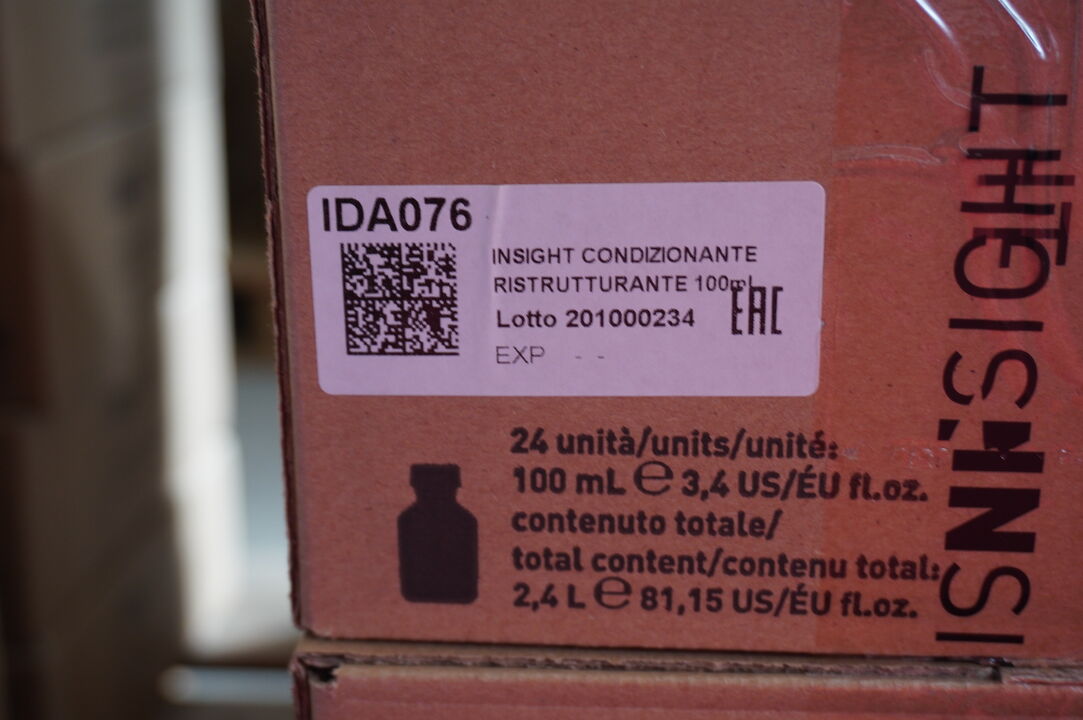 IDA076
INSIGHT CONDIZIONANTE
RISTRUTTURANTE 100ml
Lotto 201000234
EAC
EXP - -
24 unità/units/unité:
100 mL ℮ 3,4 US/ÉU fl.oz.
contenuto totale/
total content/contenu total:
2,4 L ℮ 81,15 US/ÉU fl.oz.